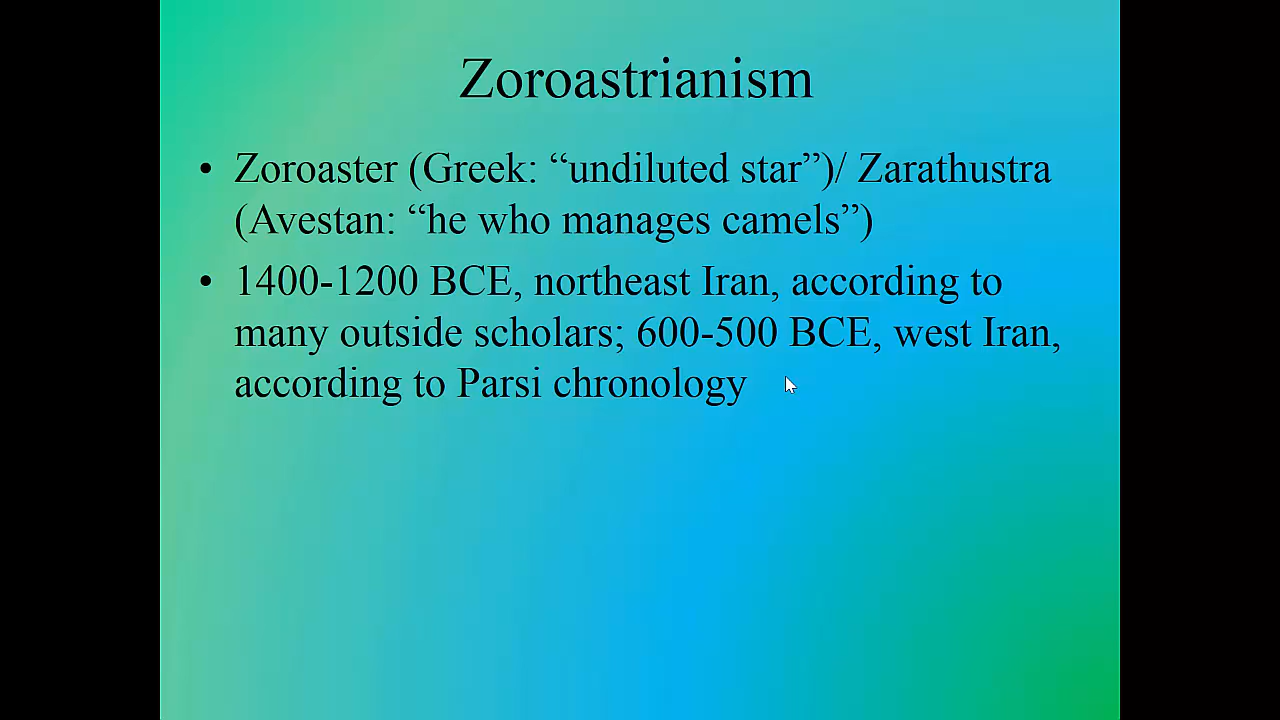 Zoroastrianism
• Zoroaster (Greek: “undiluted star”)/ Zarathustra
(Avestan: “he who manages camels”)
• 1400-1200 BCE, northeast Iran, according to
many outside scholars; 600-500 BCE, west Iran,
according to Parsi chronology